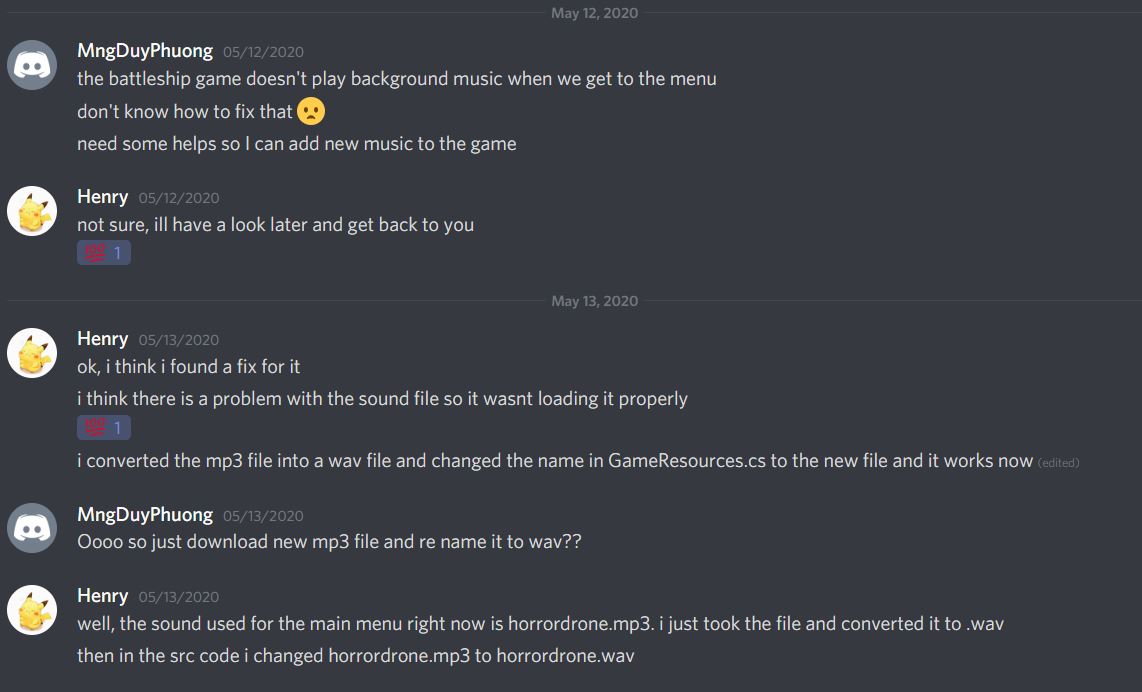 May 12, 2020
MngDuyPhuong 05/12/2020
the battleship game doesn't play background music when we get to the menu
don't know how to fix that
need some helps so I can add new music to the game
Henry 05/12/2020
not sure, ill have a look later and get back to you
💯 1
May 13, 2020
Henry 05/13/2020
ok, i think i found a fix for it
i think there is a problem with the sound file so it wasnt loading it properly
💯 1
i converted the mp3 file into a wav file and changed the name in GameResources.cs to the new file and it works now (edited)
MngDuyPhuong 05/13/2020
Oooo so just download new mp3 file and re name it to wav??
Henry 05/13/2020
well, the sound used for the main menu right now is horrordrone.mp3. i just took the file and converted it to .wav
then in the src code i changed horrordrone.mp3 to horrordrone.wav